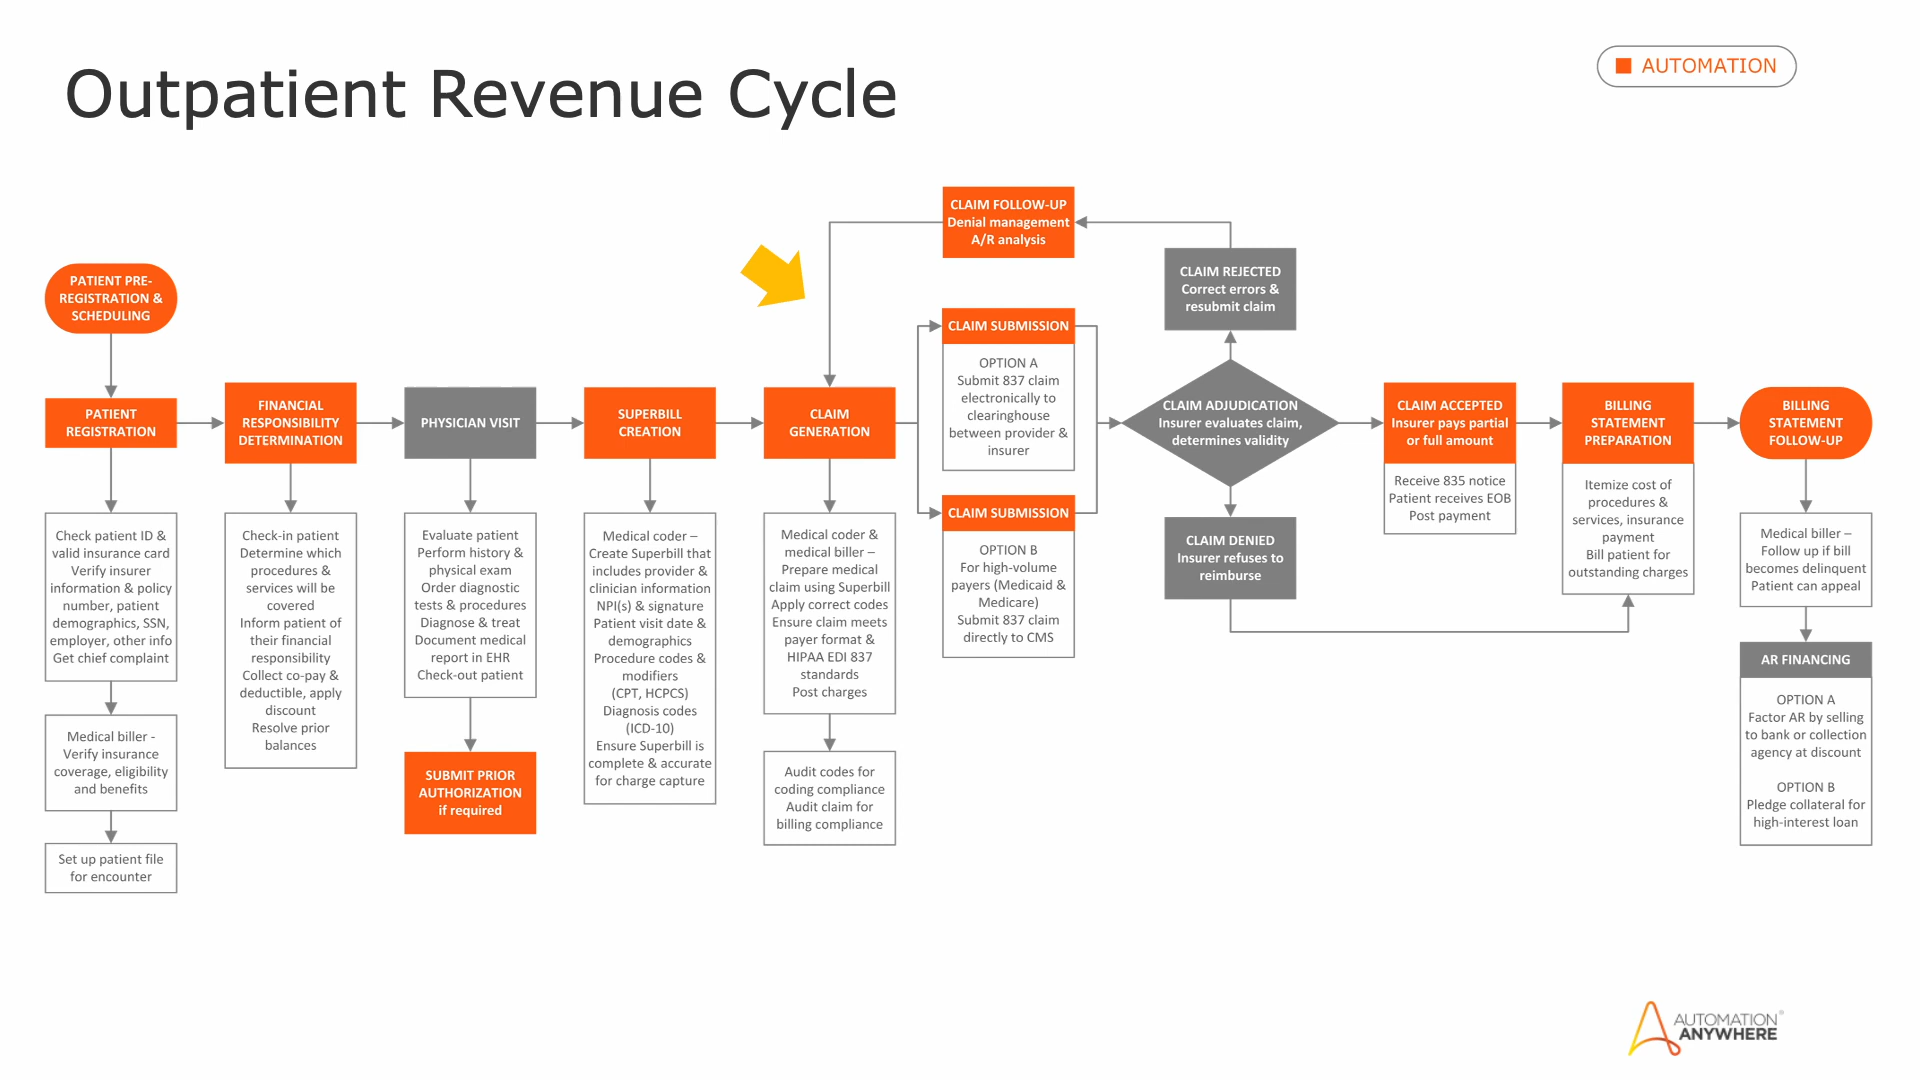 Outpatient Revenue Cycle
AUTOMATION
PATIENT PRE-
REGISTRATION &
SCHEDULING
PATIENT
REGISTRATION
Check patient ID &
valid insurance card
Verify insurer
information & policy
number, patient
demographics, SSN,
employer, other info
Get chief complaint
Medical biller -
Verify insurance
coverage, eligibility
and benefits
Set up patient file
for encounter
FINANCIAL
RESPONSIBILITY
DETERMINATION
Check-in patient
Determine which
procedures &
services will be
covered
Inform patient of
their financial
responsibility
Collect co-pay &
deductible, apply
discount
Resolve prior
balances
PHYSICIAN VISIT
Evaluate patient
Perform history &
physical exam
Order diagnostic
tests & procedures
Diagnose & treat
Document medical
report in EHR
Check-out patient
SUBMIT PRIOR
AUTHORIZATION
if required
SUPERBILL
CREATION
Medical coder –
Create Superbill that
includes provider &
clinician information
NPI(s) & signature
Patient visit date &
demographics
Procedure codes &
modifiers
(CPT, HCPCS)
Diagnosis codes
(ICD-10)
Ensure Superbill is
complete & accurate
for charge capture
CLAIM
GENERATION
Medical coder &
medical biller –
Prepare medical
claim using Superbill
Apply correct codes
Ensure claim meets
payer format &
HIPAA EDI 837
standards
Post charges
Audit codes for
coding compliance
Audit claim for
billing compliance
CLAIM FOLLOW-UP
Denial management
A/R analysis
CLAIM SUBMISSION
OPTION A
Submit 837 claim
electronically to
clearinghouse
between provider &
insurer
CLAIM SUBMISSION
OPTION B
For high-volume
payers (Medicaid &
Medicare)
Submit 837 claim
directly to CMS
CLAIM REJECTED
Correct errors &
resubmit claim
CLAIM ADJUDICATION
Insurer evaluates claim,
determines validity
CLAIM DENIED
Insurer refuses to
reimburse
CLAIM ACCEPTED
Insurer pays partial
or full amount
Receive 835 notice
Patient receives EOB
Post payment
BILLING
STATEMENT
PREPARATION
Itemize cost of
procedures &
services, insurance
payment
Bill patient for
outstanding charges
BILLING
STATEMENT
FOLLOW-UP
Medical biller –
Follow up if bill
becomes delinquent
Patient can appeal
AR FINANCING
OPTION A
Factor AR by selling
to bank or collection
agency at discount
OPTION B
Pledge collateral for
high-interest loan
AUTOMATION®
ANYWHERE